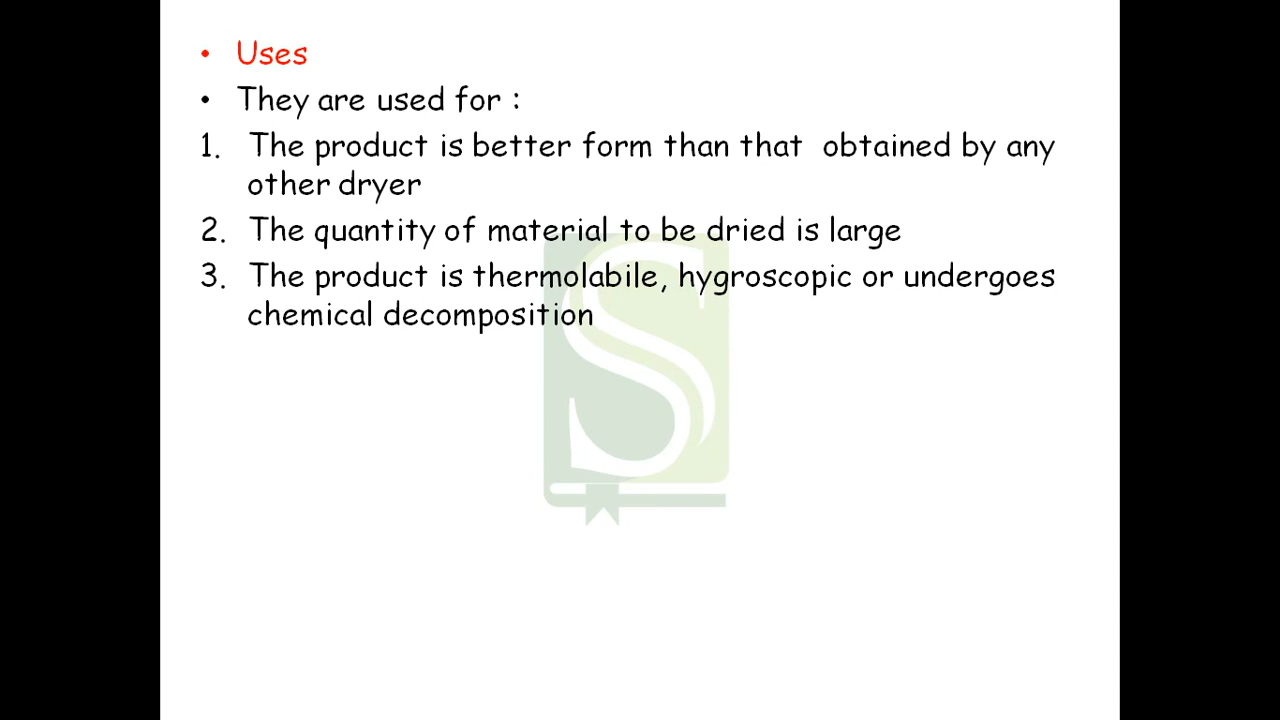 • Uses
• They are used for :
1. The product is better form than that obtained by any
other dryer
2. The quantity of material to be dried is large
3. The product is thermolabile, hygroscopic or undergoes
chemical decomposition
S